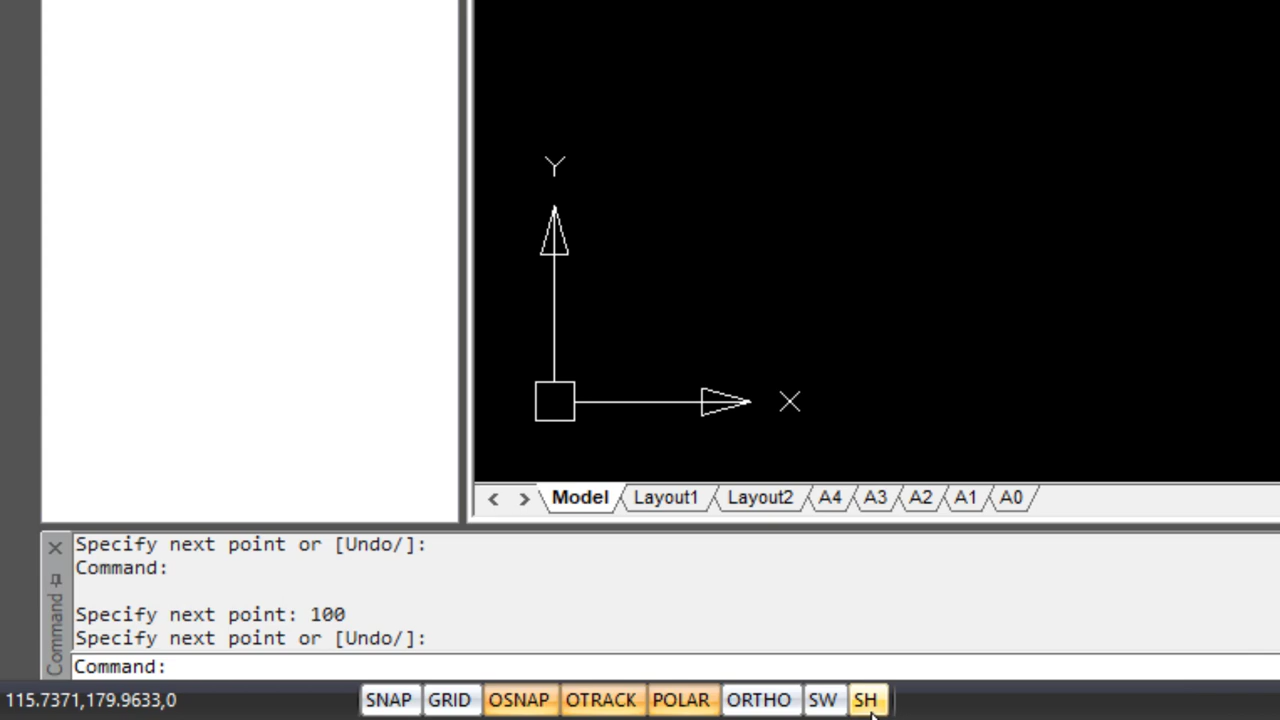 Y
X
Model Layout1 Layout2 A4 A3 A2 A1 A0
Specify next point or [Undo/]:
Command:
Specify next point: 100
Specify next point or [Undo/]:
Command
Command:
115.7371,179.9633,0 SNAP GRID OSNAP OTRACK POLAR ORTHO SW SH